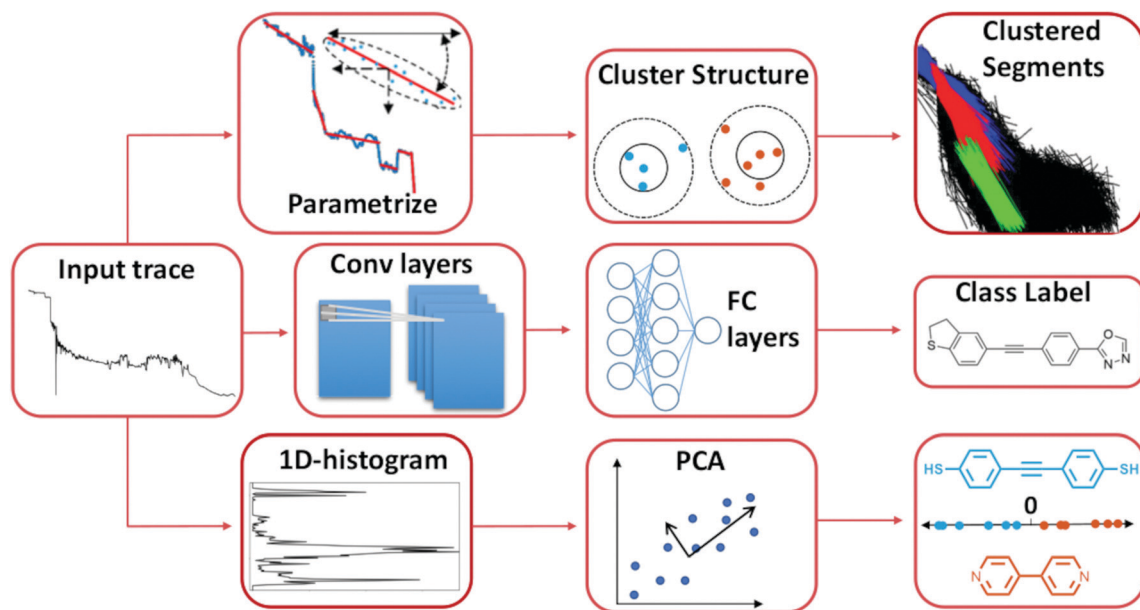 Parametrize
Cluster Structure
Clustered
Segments
Input trace
Conv layers
FC
layers
Class Label
S
O
N
N
1D-histogram
PCA
HS
SH
0
N
N